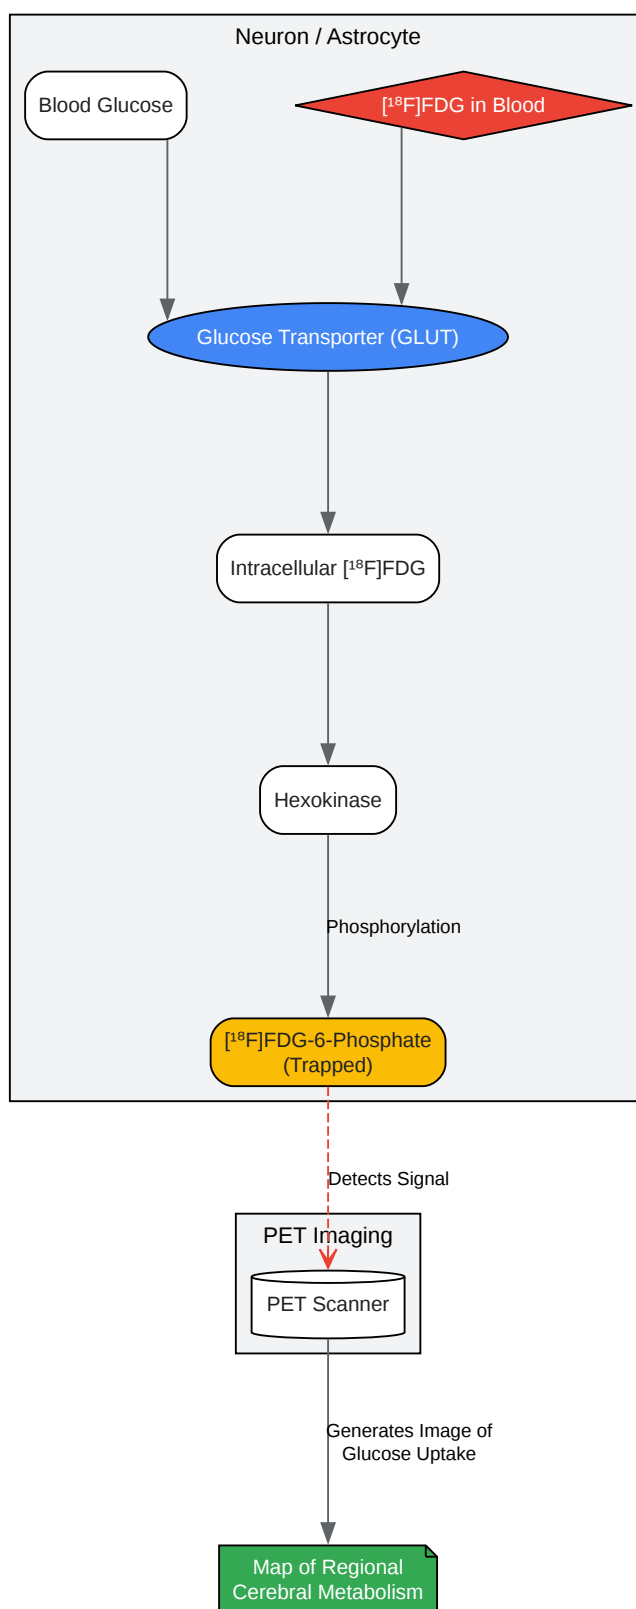 Neuron / Astrocyte
Blood Glucose
[¹⁸F]FDG in Blood
Glucose Transporter (GLUT)
Intracellular [¹⁸F]FDG
Hexokinase
Phosphorylation
[¹⁸F]FDG-6-Phosphate
(Trapped)
Detects Signal
PET Imaging
PET Scanner
Generates Image of
Glucose Uptake
Map of Regional
Cerebral Metabolism